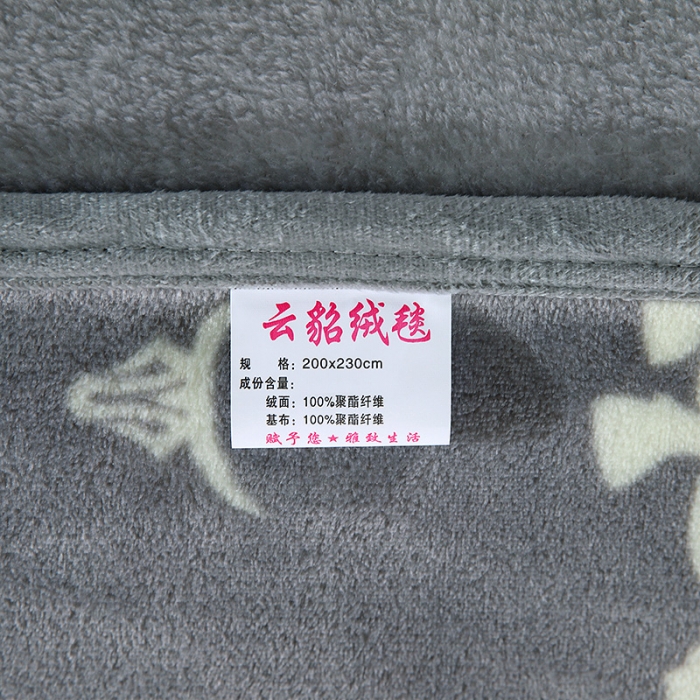 云貂绒毯
规 格：200x230cm
成份含量：
绒面：100%聚酯纤维
基布：100%聚酯纤维
赋予您★雅致生活